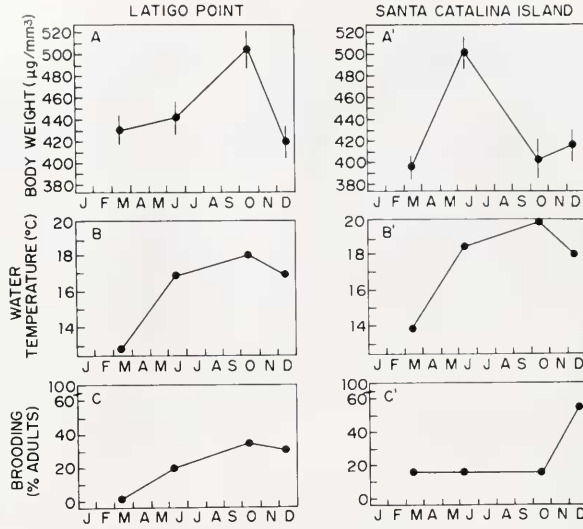 LATIGO POINT
SANTA CATALINA ISLAND
BODY WEIGHT (µg/mm³)
A
520
500
480
460
440
420
400
380
J F M A M J J A S O N D
A'
520
500
480
460
440
420
400
380
J F M A M J J A S O N D
WATER
TEMPERATURE (°C)
B
20
18
16
14
J F M A M J J A S O N D
B'
20
18
16
14
J F M A M J J A S O N D
BROODING
(% ADULTS)
C
100
60
40
20
0
J F M A M J J A S O N D
C'
100
60
40
20
0
J F M A M J J A S O N D